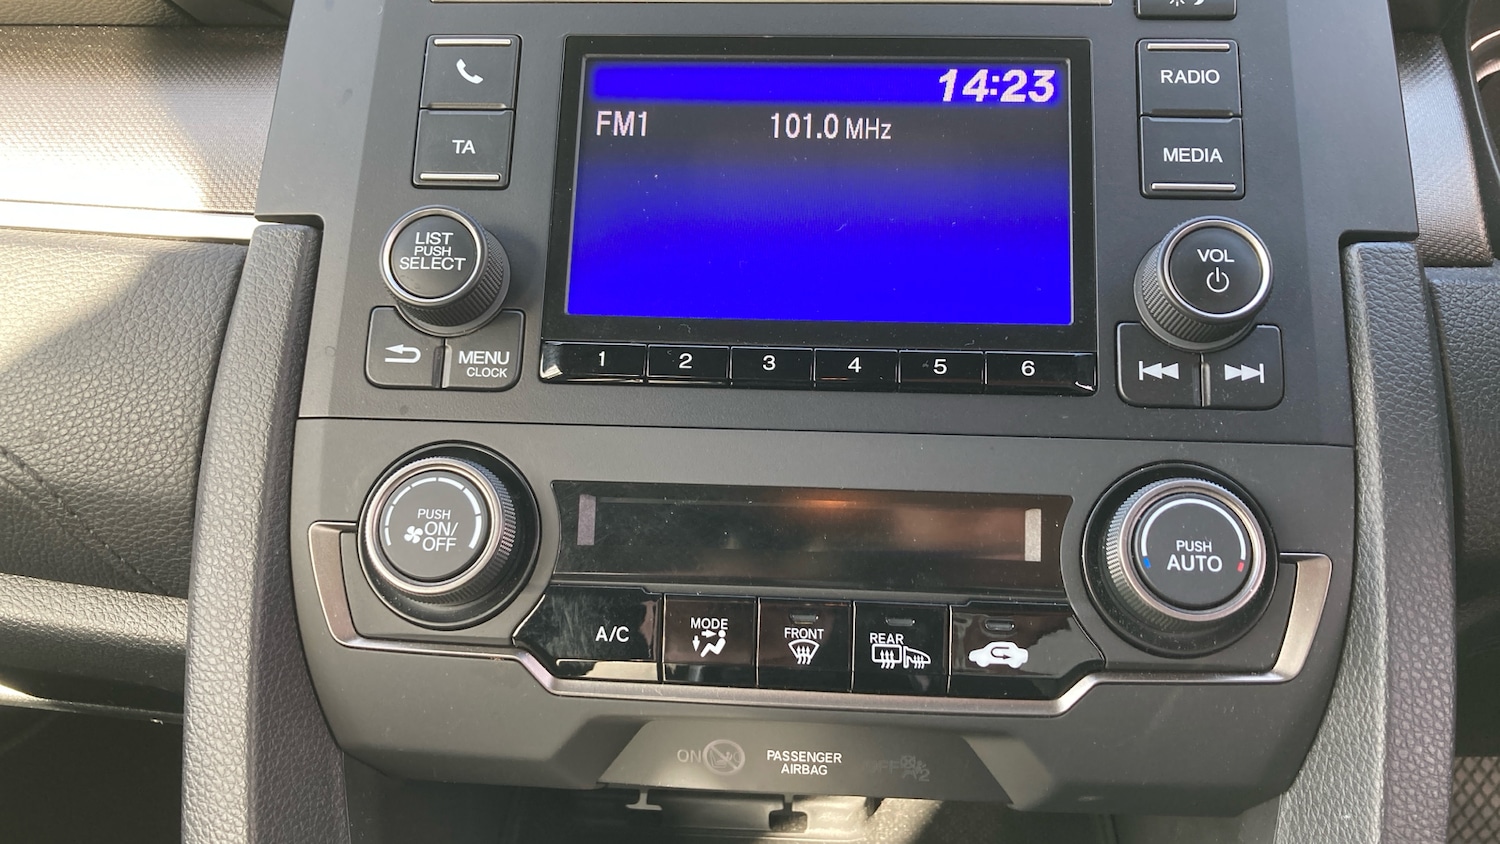 14:23
FM1 101.0 MHz
TA
RADIO
MEDIA
LIST
PUSH
SELECT
VOL
MENU
CLOCK
1 2 3 4 5 6
PUSH
ON/
OFF
PUSH
AUTO
A/C
MODE
FRONT
REAR
ON
PASSENGER
AIRBAG
OFF
2